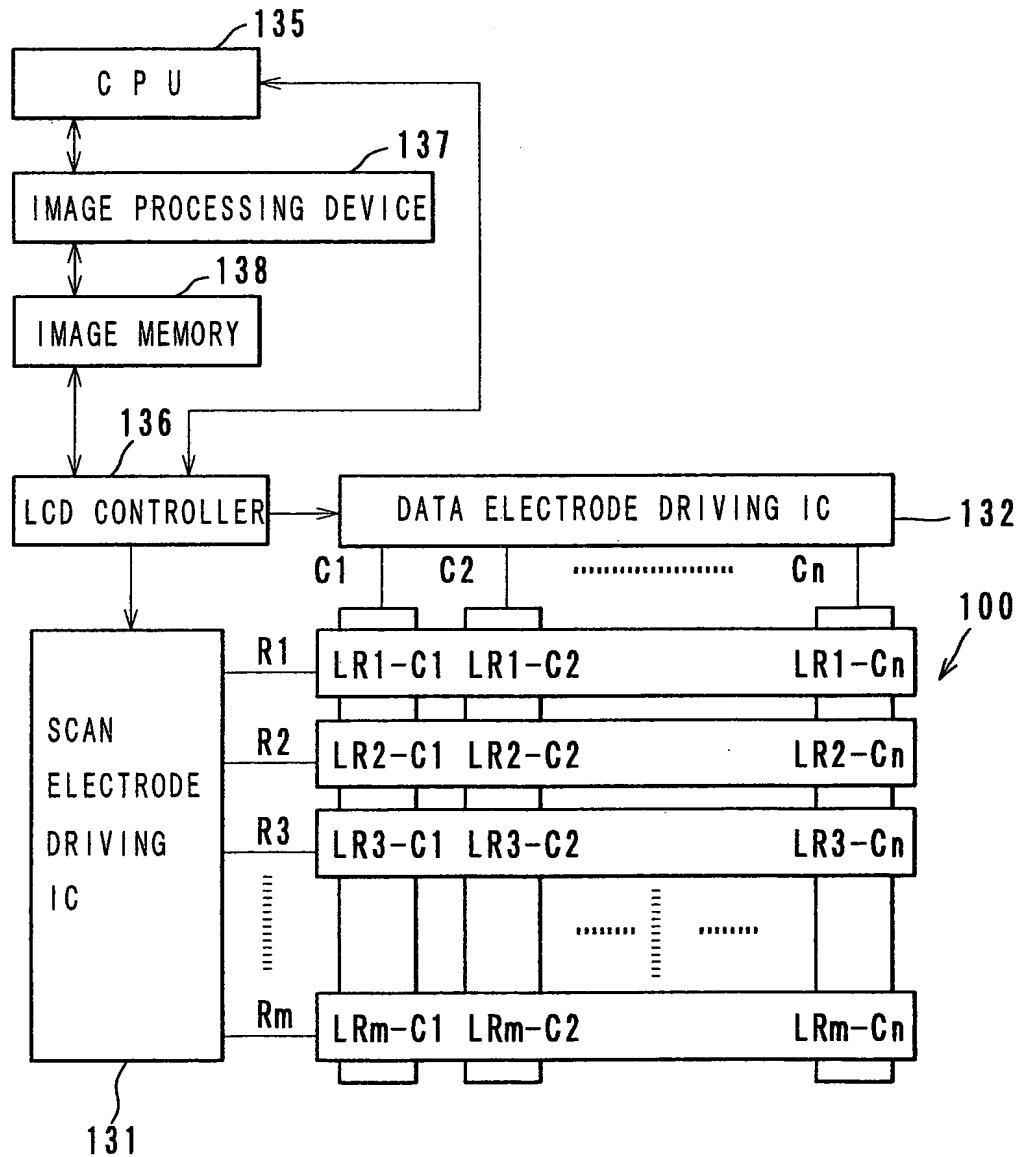 135
CPU
137
IMAGE PROCESSING DEVICE
138
IMAGE MEMORY
136
LCD CONTROLLER
DATA ELECTRODE DRIVING IC
132
C1 C2 Cn
100
R1 LR1-C1 LR1-C2 LR1-Cn
SCAN
ELECTRODE
DRIVING
IC
R2 LR2-C1 LR2-C2 LR2-Cn
R3 LR3-C1 LR3-C2 LR3-Cn
Rm LRm-C1 LRm-C2 LRm-Cn
131